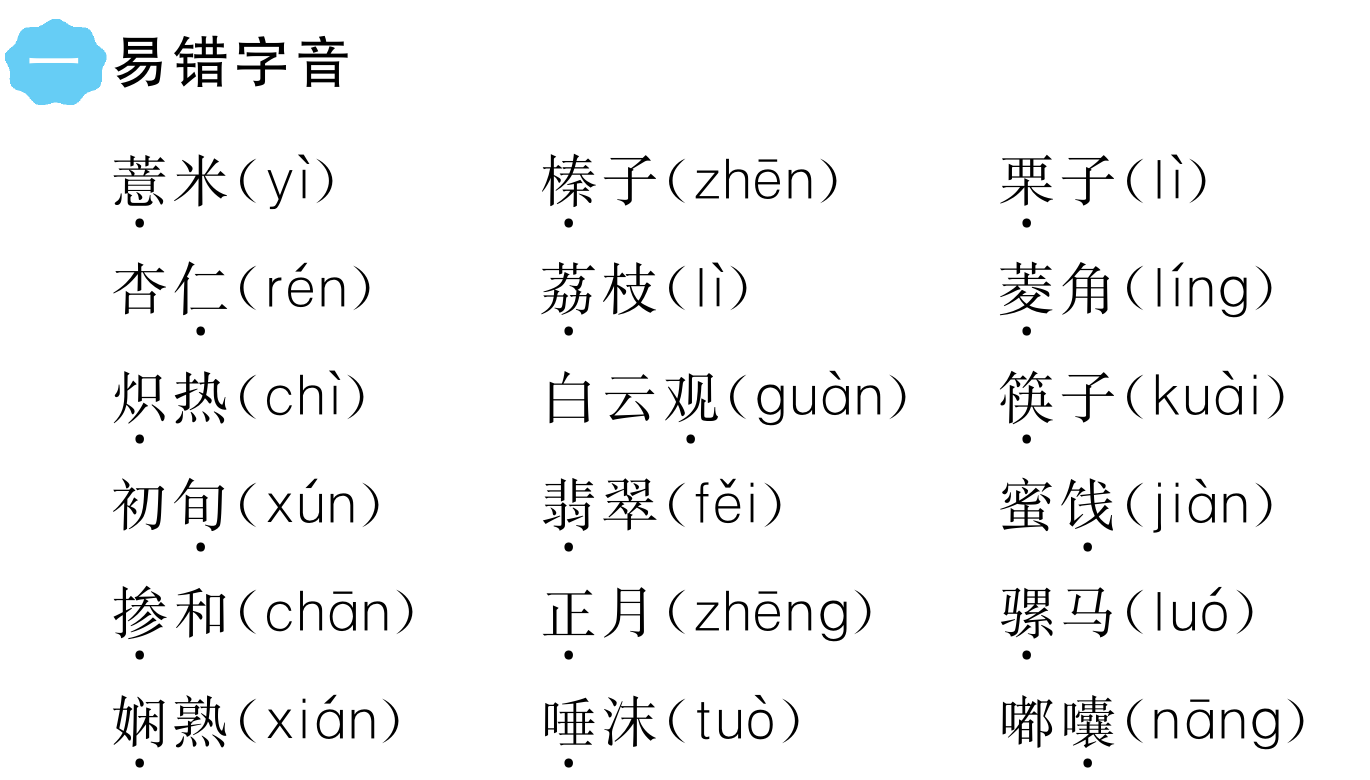 一 易错字音
薏米(yì) 榛子(zhēn) 栗子(lì)
杏仁(rén) 荔枝(lì) 菱角(líng)
炽热(chì) 白云观(guàn) 筷子(kuài)
初旬(xún) 翡翠(fěi) 蜜饯(jiàn)
掺和(chān) 正月(zhēng) 骡马(luó)
娴熟(xián) 唾沫(tuò) 嘟囔(nāng)